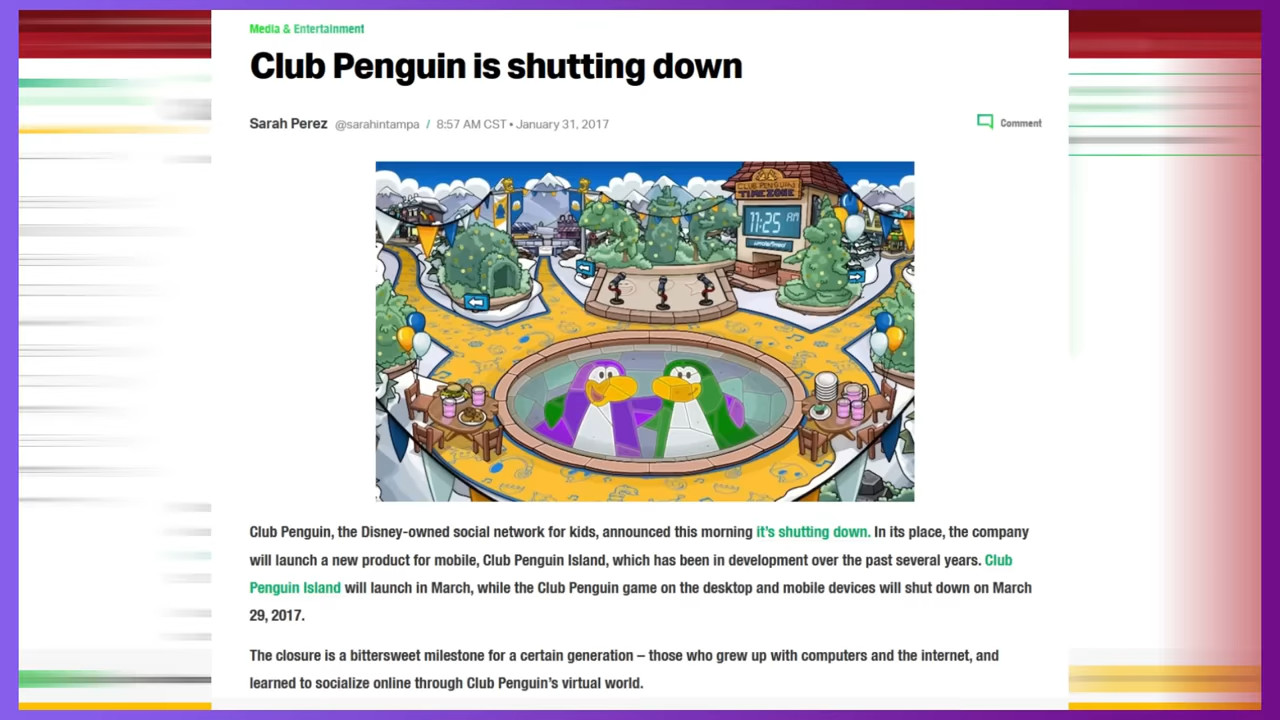 Media & Entertainment
Club Penguin is shutting down
Sarah Perez @sarahintampa / 8:57 AM CST • January 31, 2017
Comment
CLUB PENGUIN
TIMEZONE
11:25 AM
Club Penguin, the Disney-owned social network for kids, announced this morning it's shutting down. In its place, the company
will launch a new product for mobile, Club Penguin Island, which has been in development over the past several years. Club
Penguin Island will launch in March, while the Club Penguin game on the desktop and mobile devices will shut down on March
29, 2017.
The closure is a bittersweet milestone for a certain generation – those who grew up with computers and the internet, and
learned to socialize online through Club Penguin's virtual world.